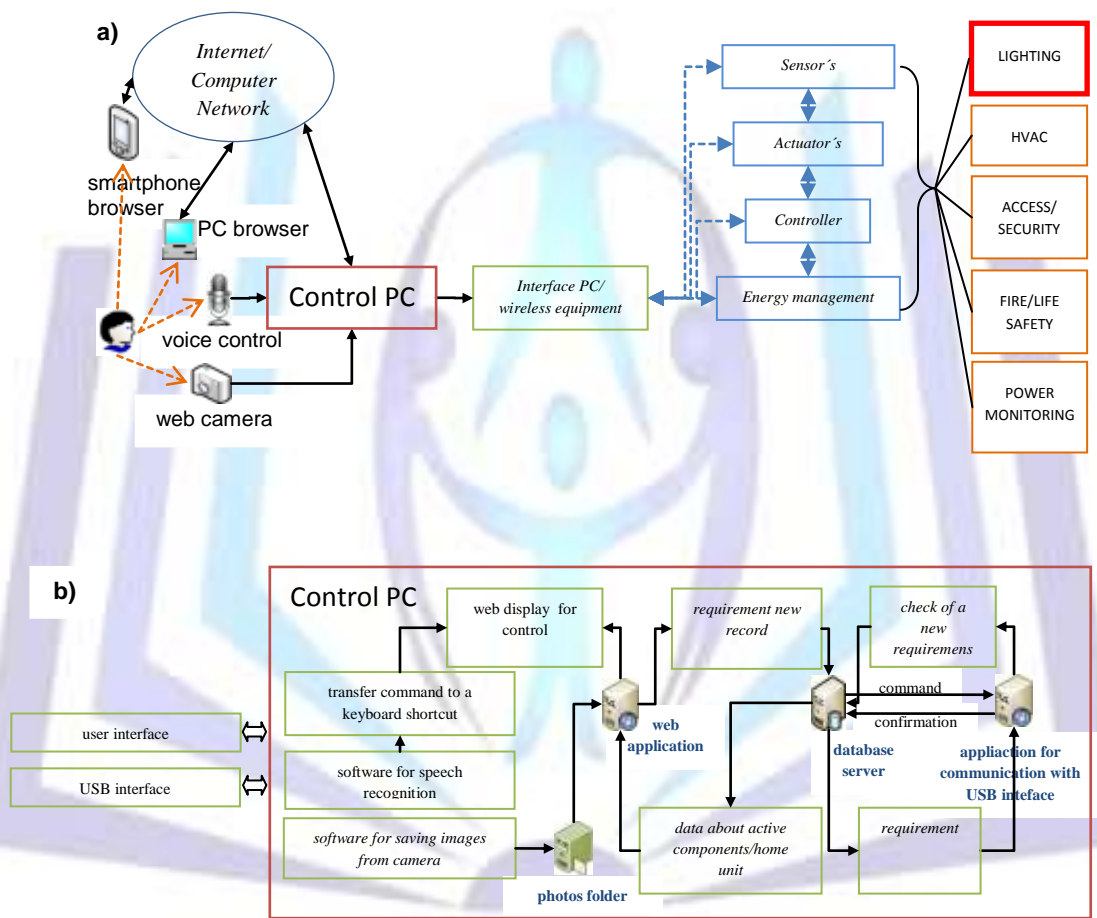 a)
Internet/
Computer
Network
smartphone
browser
PC browser
voice control
web camera
Control PC
Interface PC/
wireless equipment
Sensor´s
Actuator´s
Controller
Energy management
LIGHTING
HVAC
ACCESS/
SECURITY
FIRE/LIFE
SAFETY
POWER
MONITORING
b)
Control PC
user interface
USB interface
web display for
control
transfer command to a
keyboard shortcut
software for speech
recognition
software for saving images
from camera
photos folder
web
application
requirement new
record
data about active
components/home
unit
database
server
command
confirmation
check of a
new
requiremens
requirement
appliaction for
communication with
USB inteface